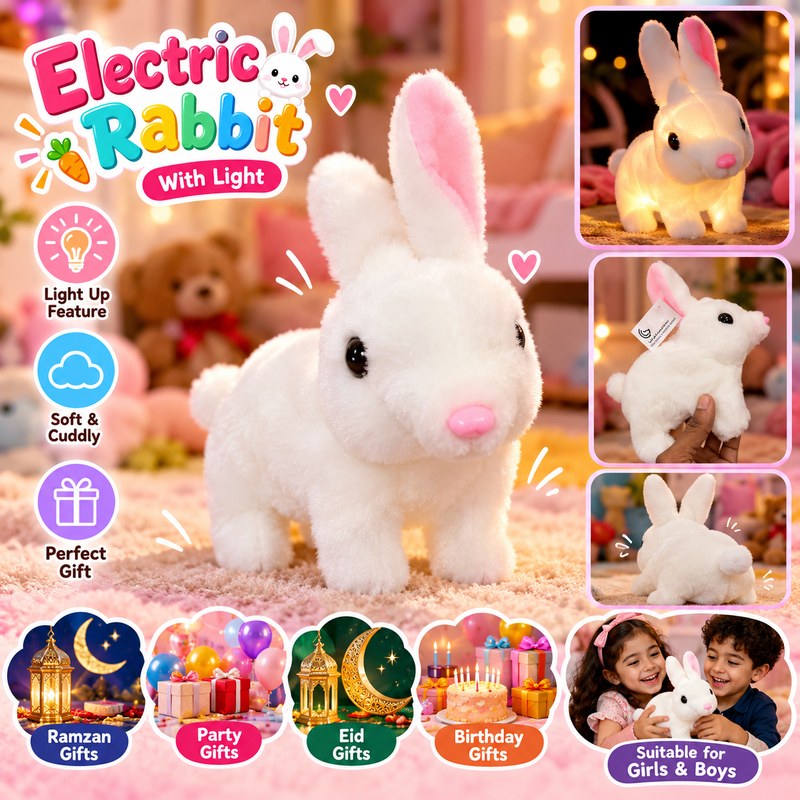 Electric
Rabbit
With Light
Light Up
Feature
Soft &
Cuddly
Perfect
Gift
Ramzan
Gifts
Party
Gifts
Eid
Gifts
Birthday
Gifts
Suitable for
Girls & Boys